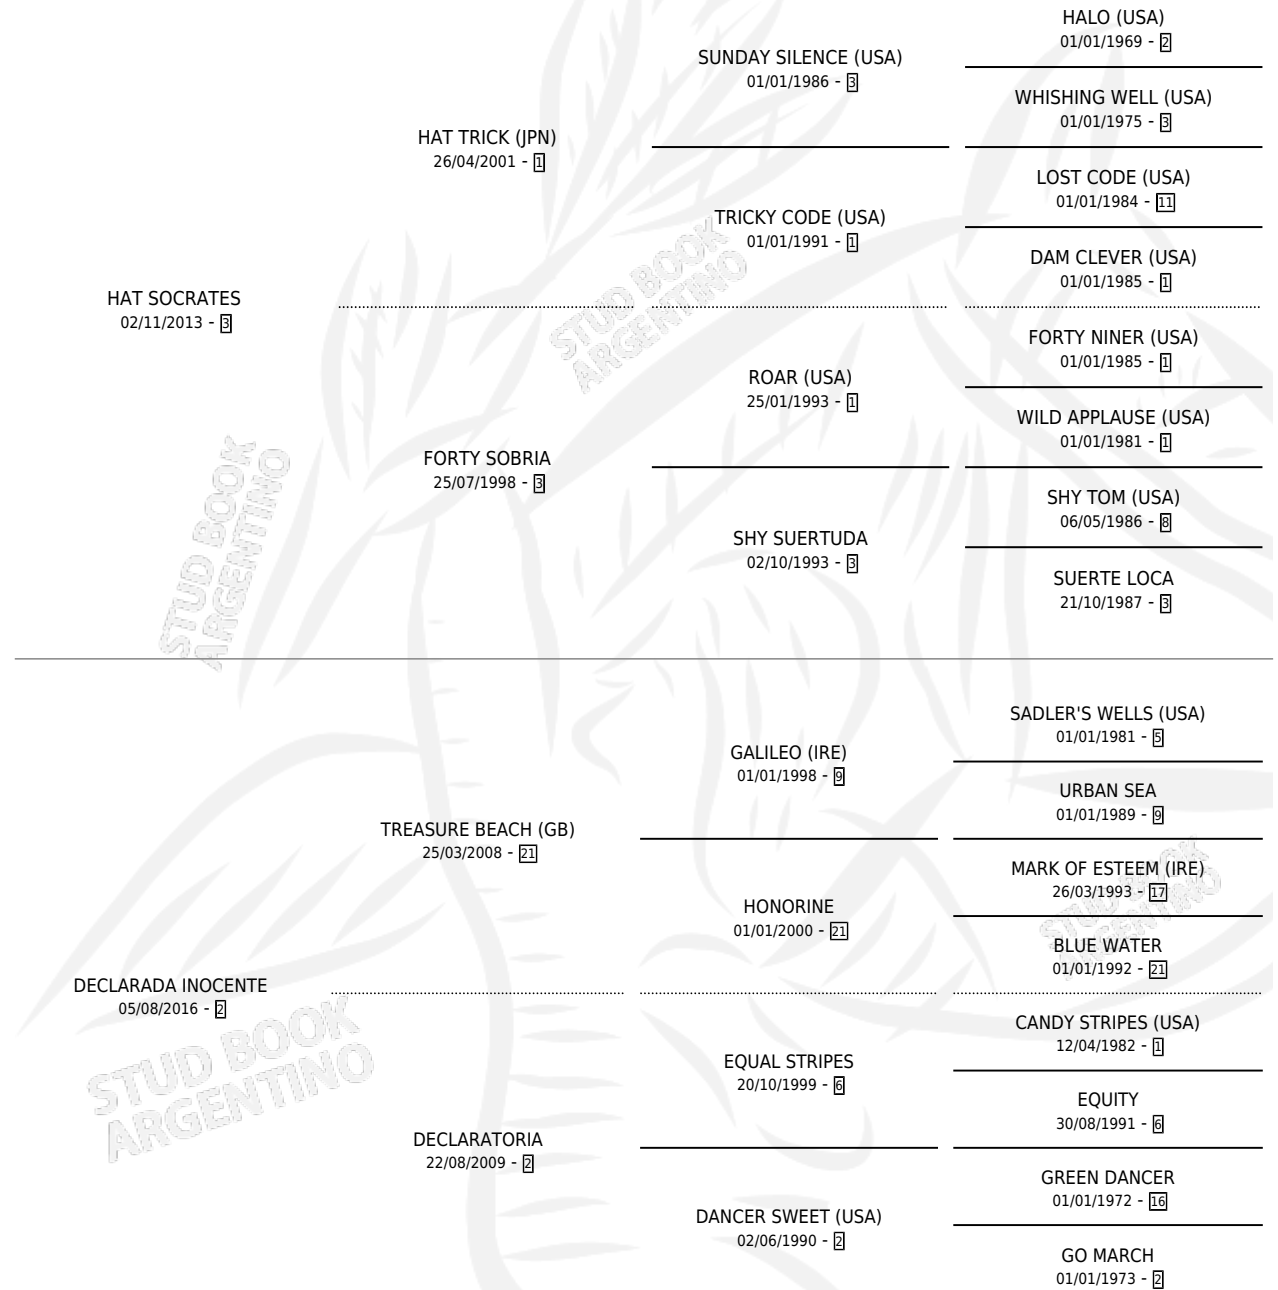 HALO (USA)
01/01/1969 - 2
SUNDAY SILENCE (USA)
01/01/1986 - 3
WHISHING WELL (USA)
01/01/1975 - 3
HAT TRICK (JPN)
26/04/2001 - 1
LOST CODE (USA)
01/01/1984 - 11
TRICKY CODE (USA)
01/01/1991 - 1
DAM CLEVER (USA)
01/01/1985 - 1
HAT SOCRATES
02/11/2013 - 3
FORTY NINER (USA)
01/01/1985 - 1
ROAR (USA)
25/01/1993 - 1
WILD APPLAUSE (USA)
01/01/1981 - 1
FORTY SOBRIA
25/07/1998 - 3
SHY TOM (USA)
06/05/1986 - 8
SHY SUERTUDA
02/10/1993 - 3
SUERTE LOCA
21/10/1987 - 3
SADLER'S WELLS (USA)
01/01/1981 - 5
GALILEO (IRE)
01/01/1998 - 9
URBAN SEA
01/01/1989 - 9
TREASURE BEACH (GB)
25/03/2008 - 21
MARK OF ESTEEM (IRE)
26/03/1993 - 17
HONORINE
01/01/2000 - 21
BLUE WATER
01/01/1992 - 21
DECLARADA INOCENTE
05/08/2016 - 2
CANDY STRIPES (USA)
12/04/1982 - 1
EQUAL STRIPES
20/10/1999 - 6
EQUITY
30/08/1991 - 6
DECLARATORIA
22/08/2009 - 2
GREEN DANCER
01/01/1972 - 16
DANCER SWEET (USA)
02/06/1990 - 2
GO MARCH
01/01/1973 - 2
STUD BOOK
ARGENTINO
STUD BOOK
ARGENTINO
STUD BOOK
ARGENTINO
STUD BOOK
ARGENTINO